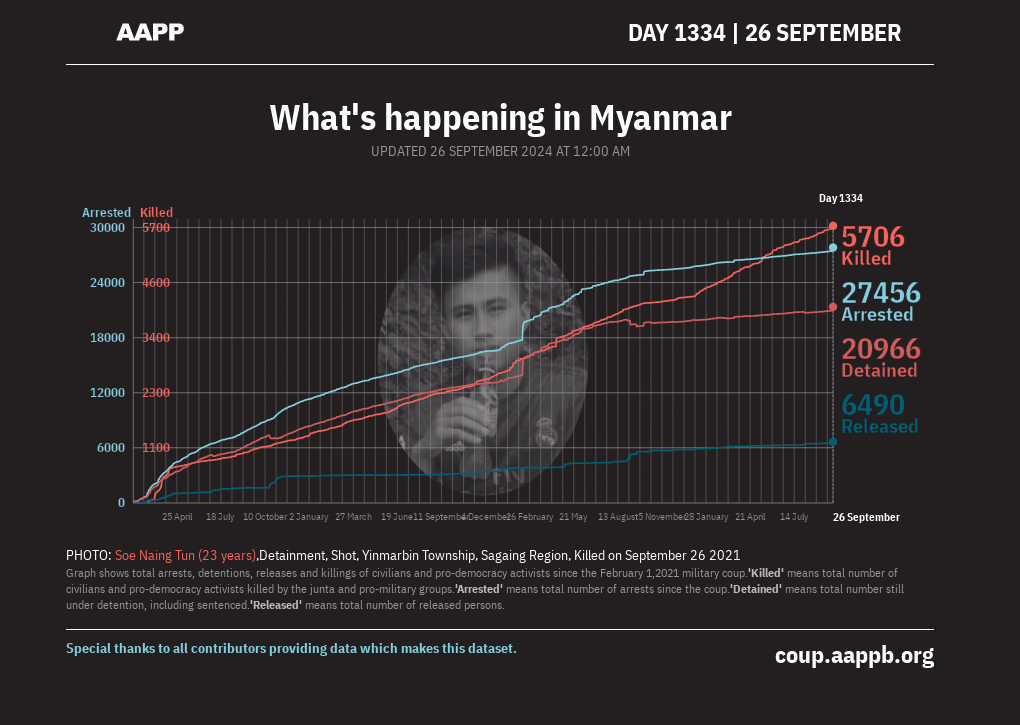 AAPP
DAY 1334 | 26 SEPTEMBER
What's happening in Myanmar
UPDATED 26 SEPTEMBER 2024 AT 12:00 AM
Day 1334
Arrested Killed
30000 5700
24000 4600
18000 3400
12000 2300
6000 1100
0
5706
Killed
27456
Arrested
20966
Detained
6490
Released
25 April 18 July 10 October 2 January 27 March 19 June 11 September 4 December 26 February 21 May 13 August 5 November 28 January 21 April 14 July 26 September
PHOTO: Soe Naing Tun (23 years),Detainment, Shot, Yinmarbin Township, Sagaing Region, Killed on September 26 2021
Graph shows total arrests, detentions, releases and killings of civilians and pro-democracy activists since the February 1,2021 military coup.'Killed' means total number of
civilians and pro-democracy activists killed by the junta and pro-military groups.'Arrested' means total number of arrests since the coup.'Detained' means total number still
under detention, including sentenced.'Released' means total number of released persons.
Special thanks to all contributors providing data which makes this dataset.
coup.aappb.org